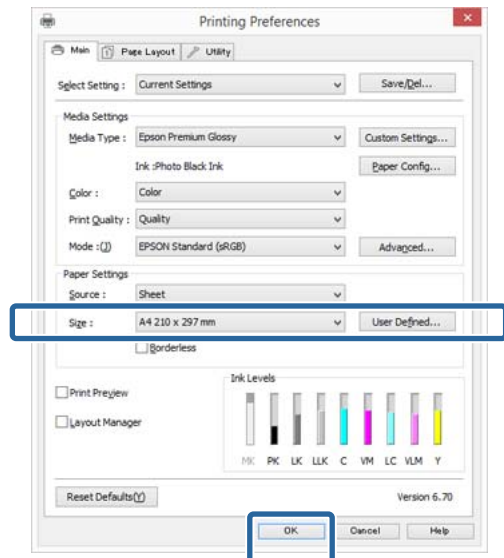 Printing Preferences
Main Page Layout Utility
Select Setting : Current Settings Save/Del...
Media Settings
Media Type : Epson Premium Glossy Custom Settings...
Ink :Photo Black Ink Paper Config...
Color : Color
Print Quality : Quality
Mode :(J) EPSON Standard (sRGB) Advanced...
Paper Settings
Source : Sheet
Size : A4 210 x 297 mm User Defined...
Borderless
Ink Levels
Print Preview
Layout Manager
MK PK LK LLK C VM LC VLM Y
Reset Defaults(Y) Version 6.70
OK Cancel Help